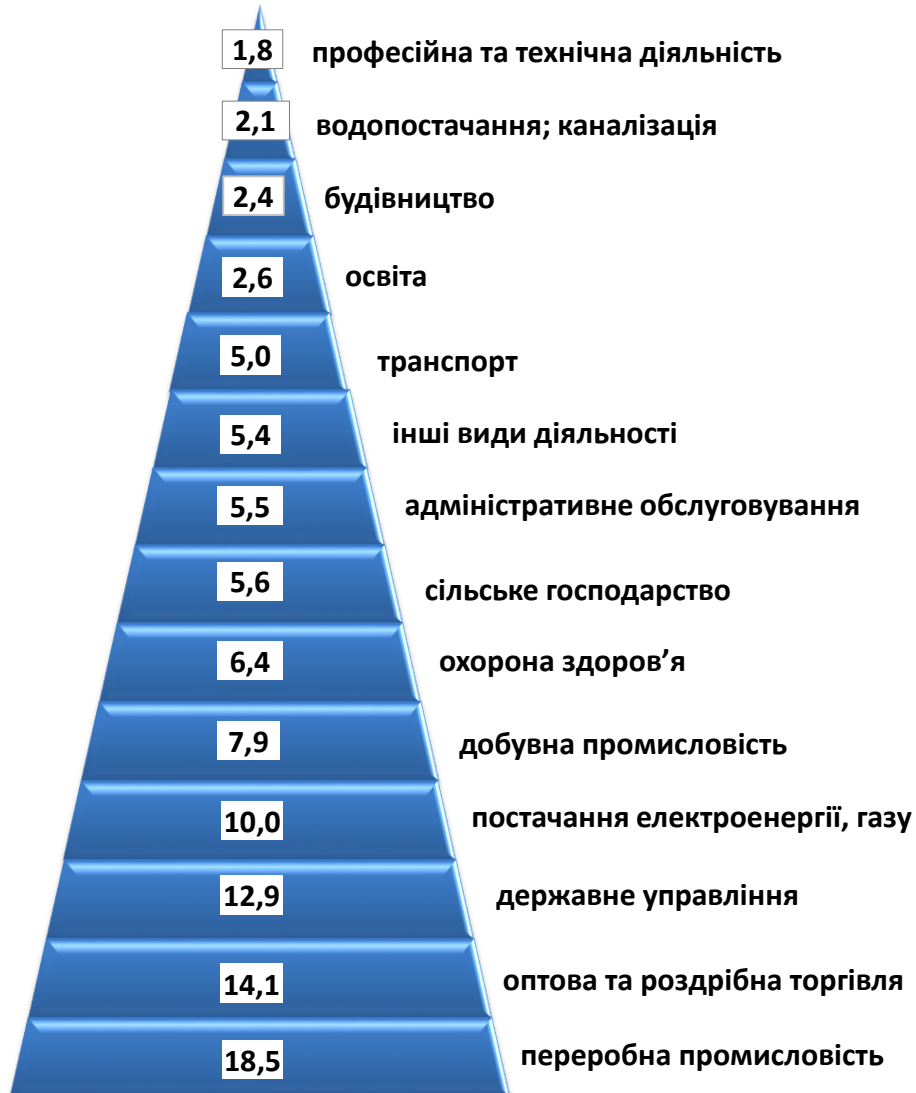 1,8 професійна та технічна діяльність
2,1 водопостачання; каналізація
2,4 будівництво
2,6 освіта
5,0 транспорт
5,4 інші види діяльності
5,5 адміністративне обслуговування
5,6 сільське господарство
6,4 охорона здоров’я
7,9 добувна промисловість
10,0 постачання електроенергії, газу
12,9 державне управління
14,1 оптова та роздрібна торгівля
18,5 переробна промисловість